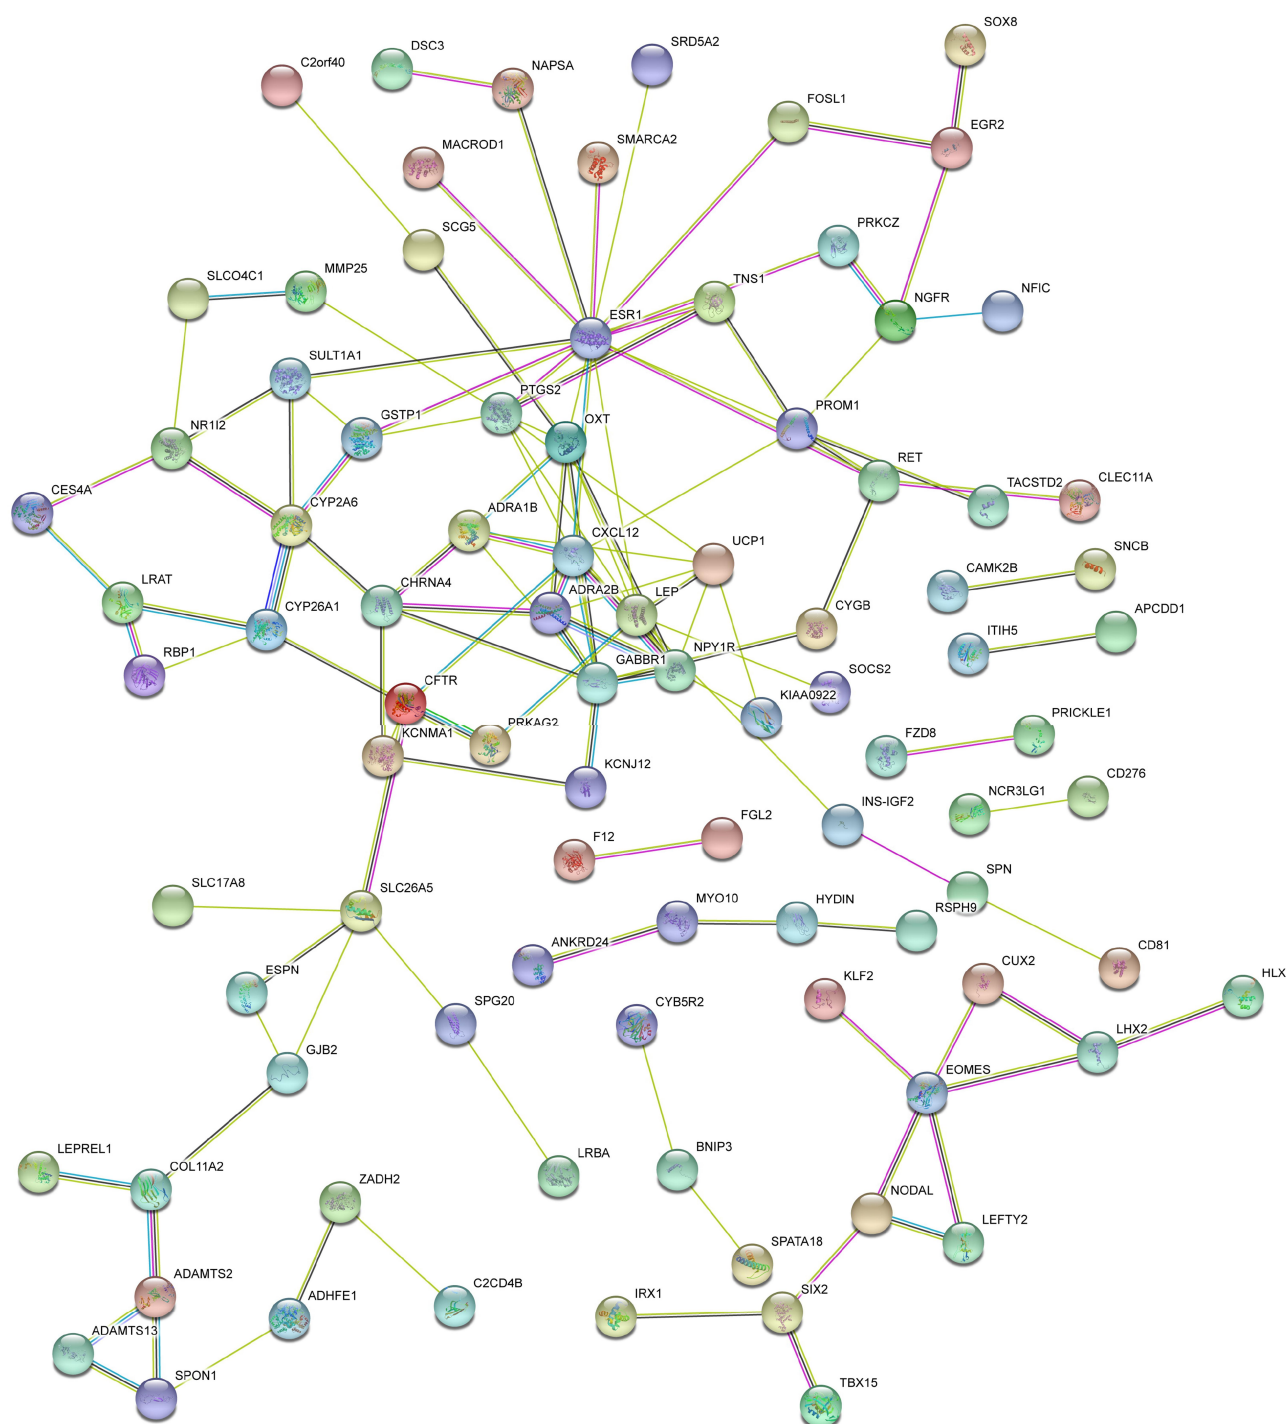 SOX8
SRD5A2
DSC3
C2orf40
NAPSA
FOSL1
EGR2
MACROD1
SMARCA2
PRKCZ
SCG5
SLCO4C1
MMP25
TNS1
NGFR
NFIC
ESR1
SULT1A1
PTGS2
GSTP1
OXT
PROM1
NR1I2
RET
TACSTD2
CLEC11A
CES4A
CYP2A6
ADRA1B
CXCL12
UCP1
SNCB
CAMK2B
LRAT
CHRNA4
ADRA2B
LEP
CYGB
APCDD1
CYP26A1
ITIH5
RBP1
GABBR1
NPY1R
SOCS2
CFTR
KIAA0922
PRICKLE1
PRKAG2
KCNMA1
FZD8
KCNJ12
CD276
NCR3LG1
INS-IGF2
FGL2
F12
SPN
SLC17A8
SLC26A5
MYO10
HYDIN
RSPH9
ANKRD24
CD81
ESPN
KLF2
CUX2
HLX
SPG20
CYB5R2
LHX2
GJB2
EOMES
LEPREL1
COL11A2
LRBA
BNIP3
ZADH2
NODAL
LEFTY2
SPATA18
ADAMTS2
ADHFE1
C2CD4B
IRX1
SIX2
ADAMTS13
SPON1
TBX15